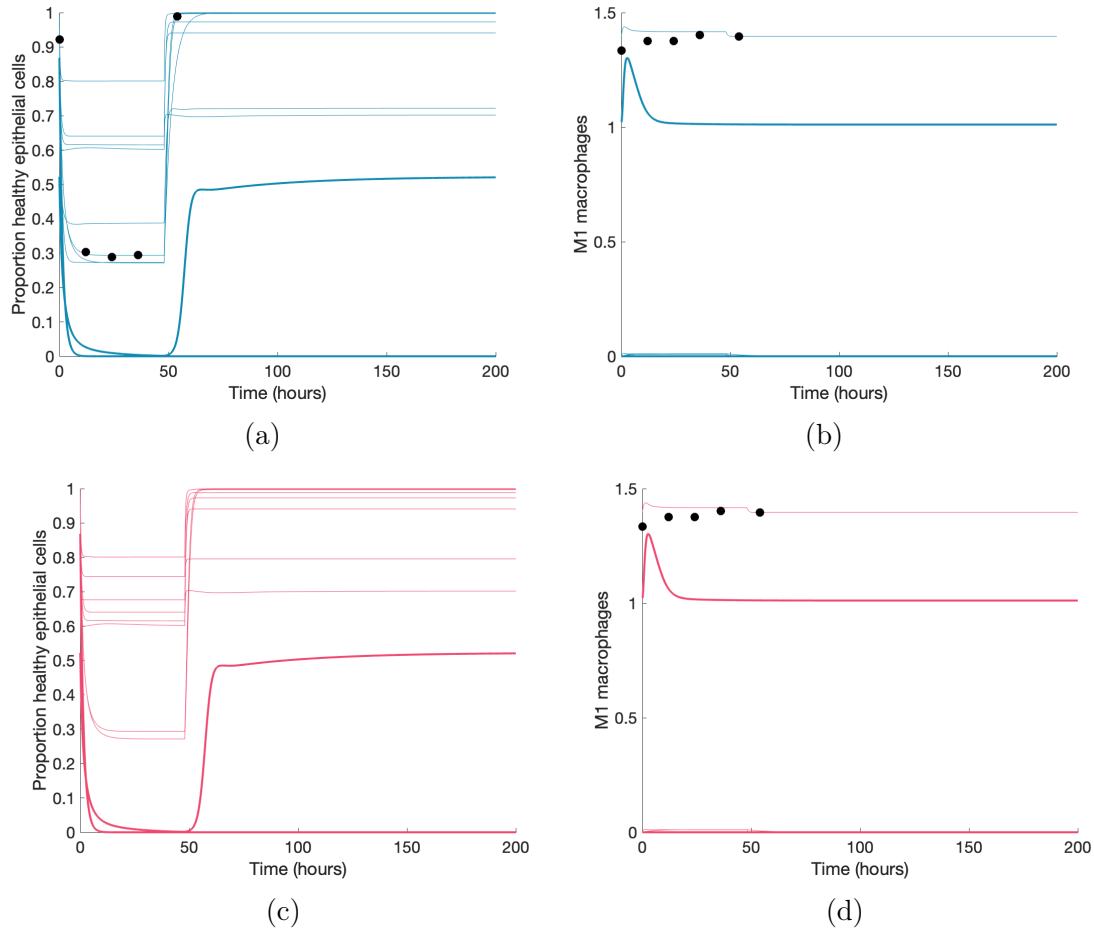 Proportion healthy epithelial cells
1
0.9
0.8
0.7
0.6
0.5
0.4
0.3
0.2
0.1
0
0 50 100 150 200
Time (hours)
(a)
M1 macrophages
1.5
1
0.5
0
0 50 100 150 200
Time (hours)
(b)
Proportion healthy epithelial cells
1
0.9
0.8
0.7
0.6
0.5
0.4
0.3
0.2
0.1
0
0 50 100 150 200
Time (hours)
(c)
M1 macrophages
1.5
1
0.5
0
0 50 100 150 200
Time (hours)
(d)